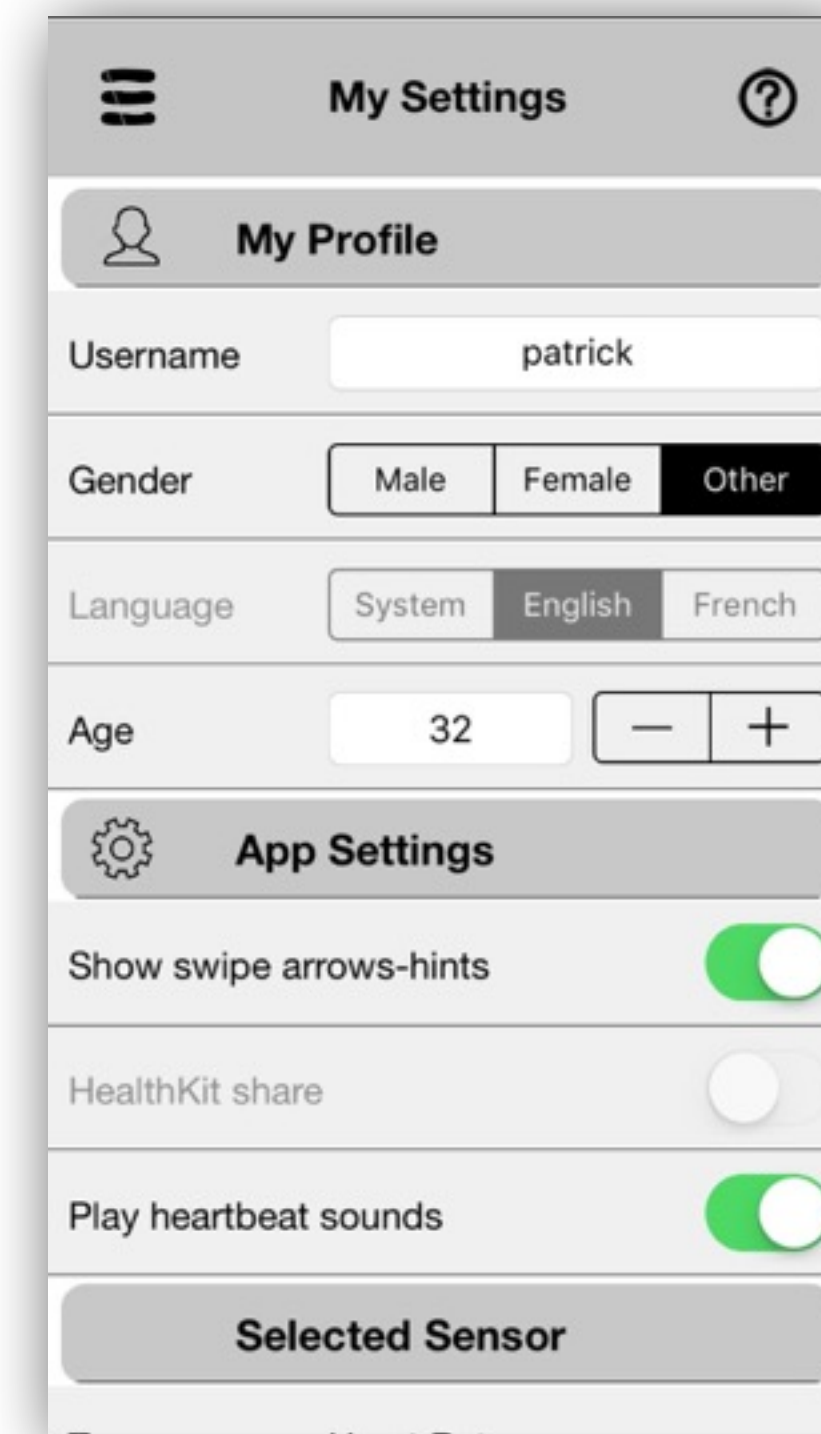 My Settings ?
My Profile
Username patrick
Gender Male Female Other
Language System English French
Age 32 − +
App Settings
Show swipe arrows-hints
HealthKit share
Play heartbeat sounds
Selected Sensor